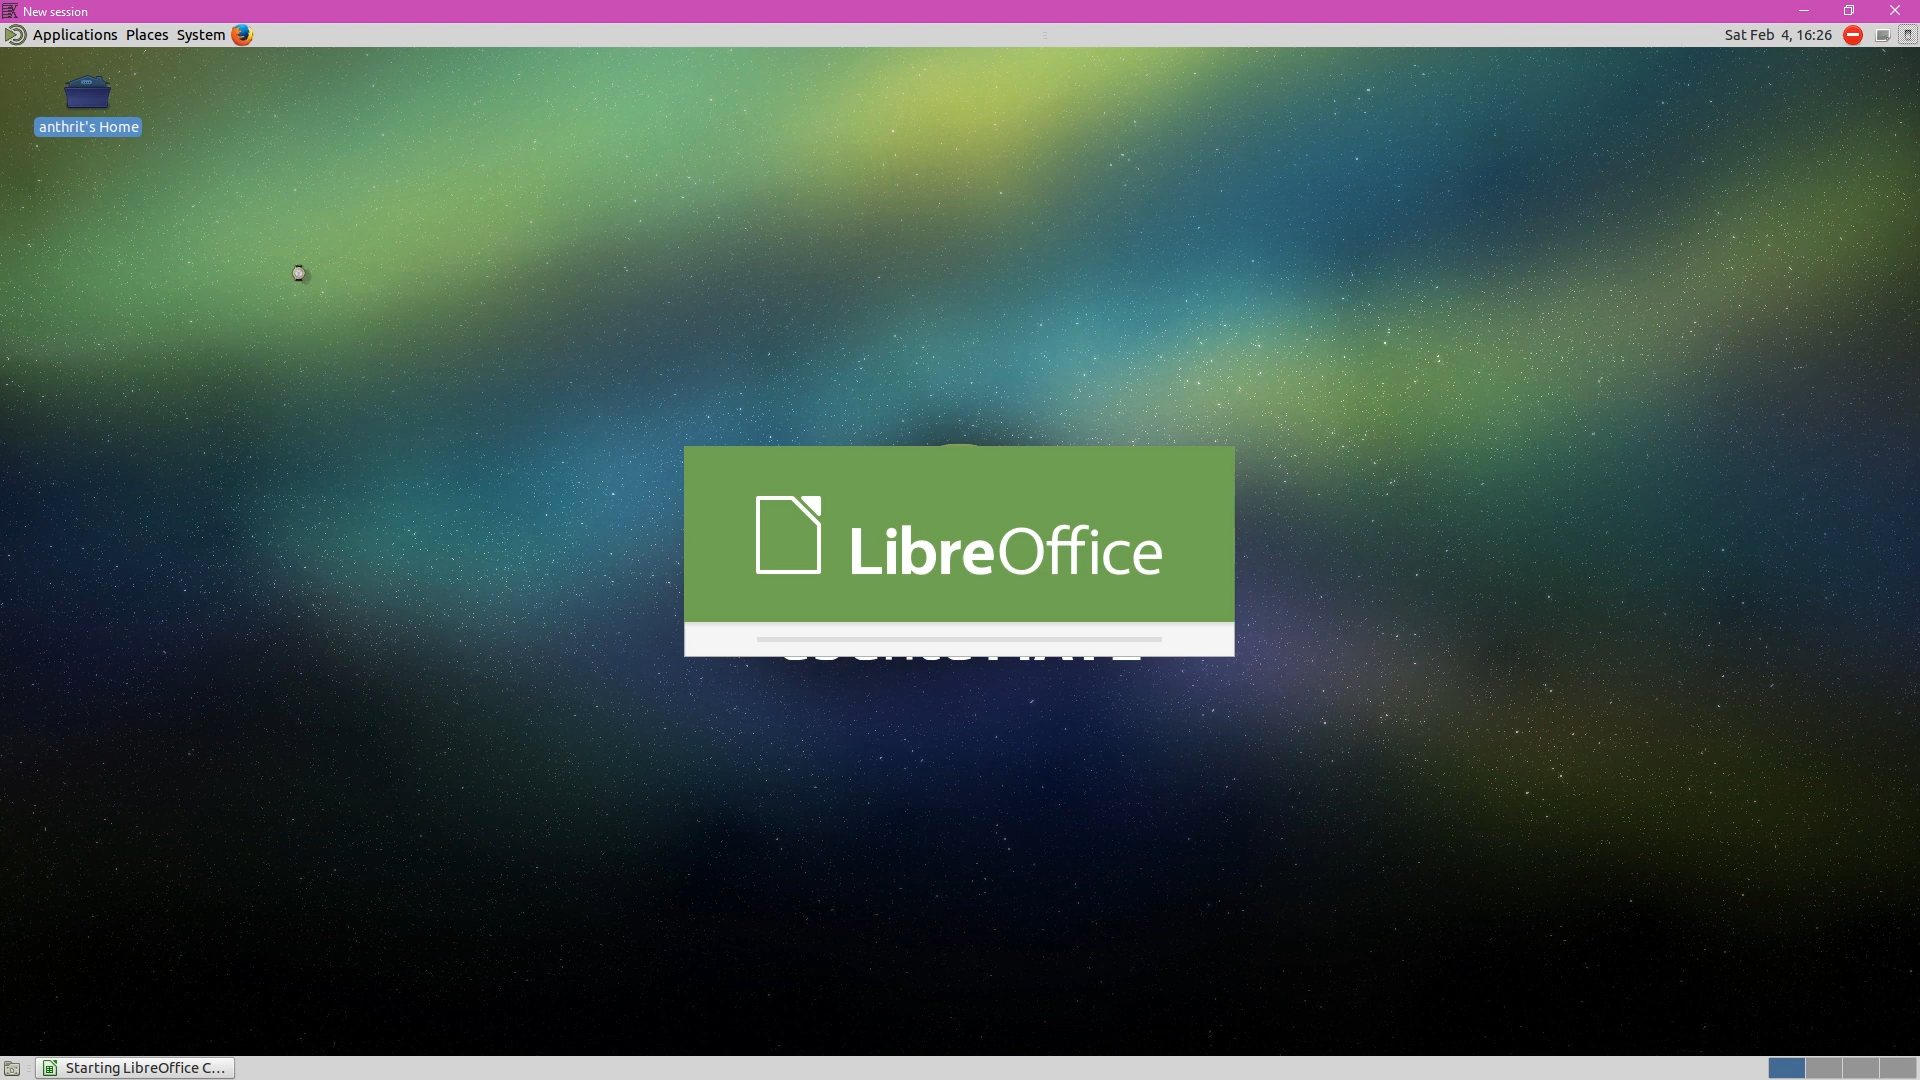 New session
Applications Places System
Sat Feb 4, 16:26
anthrit's Home
LibreOffice
Starting LibreOffice C...